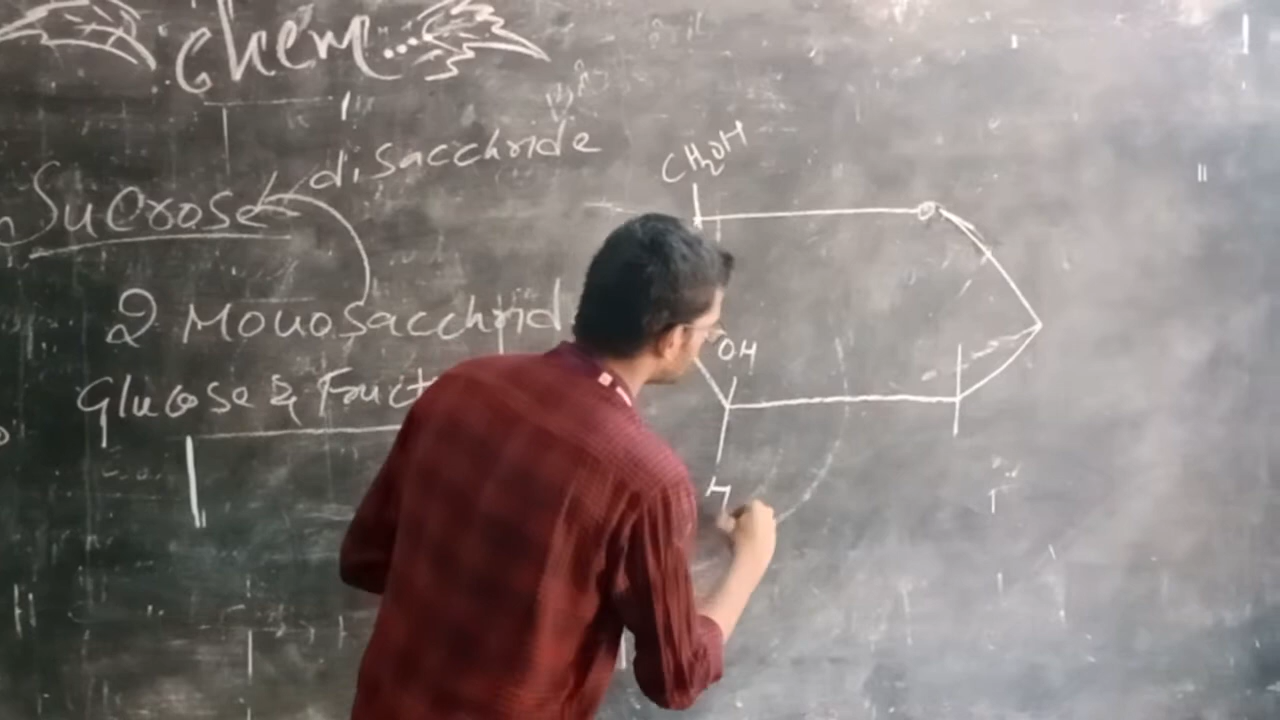 Chem...
disacchride
Sucrose
2 Monosacchrid
Glucose & Fruct
CH2OH
O
OH
H